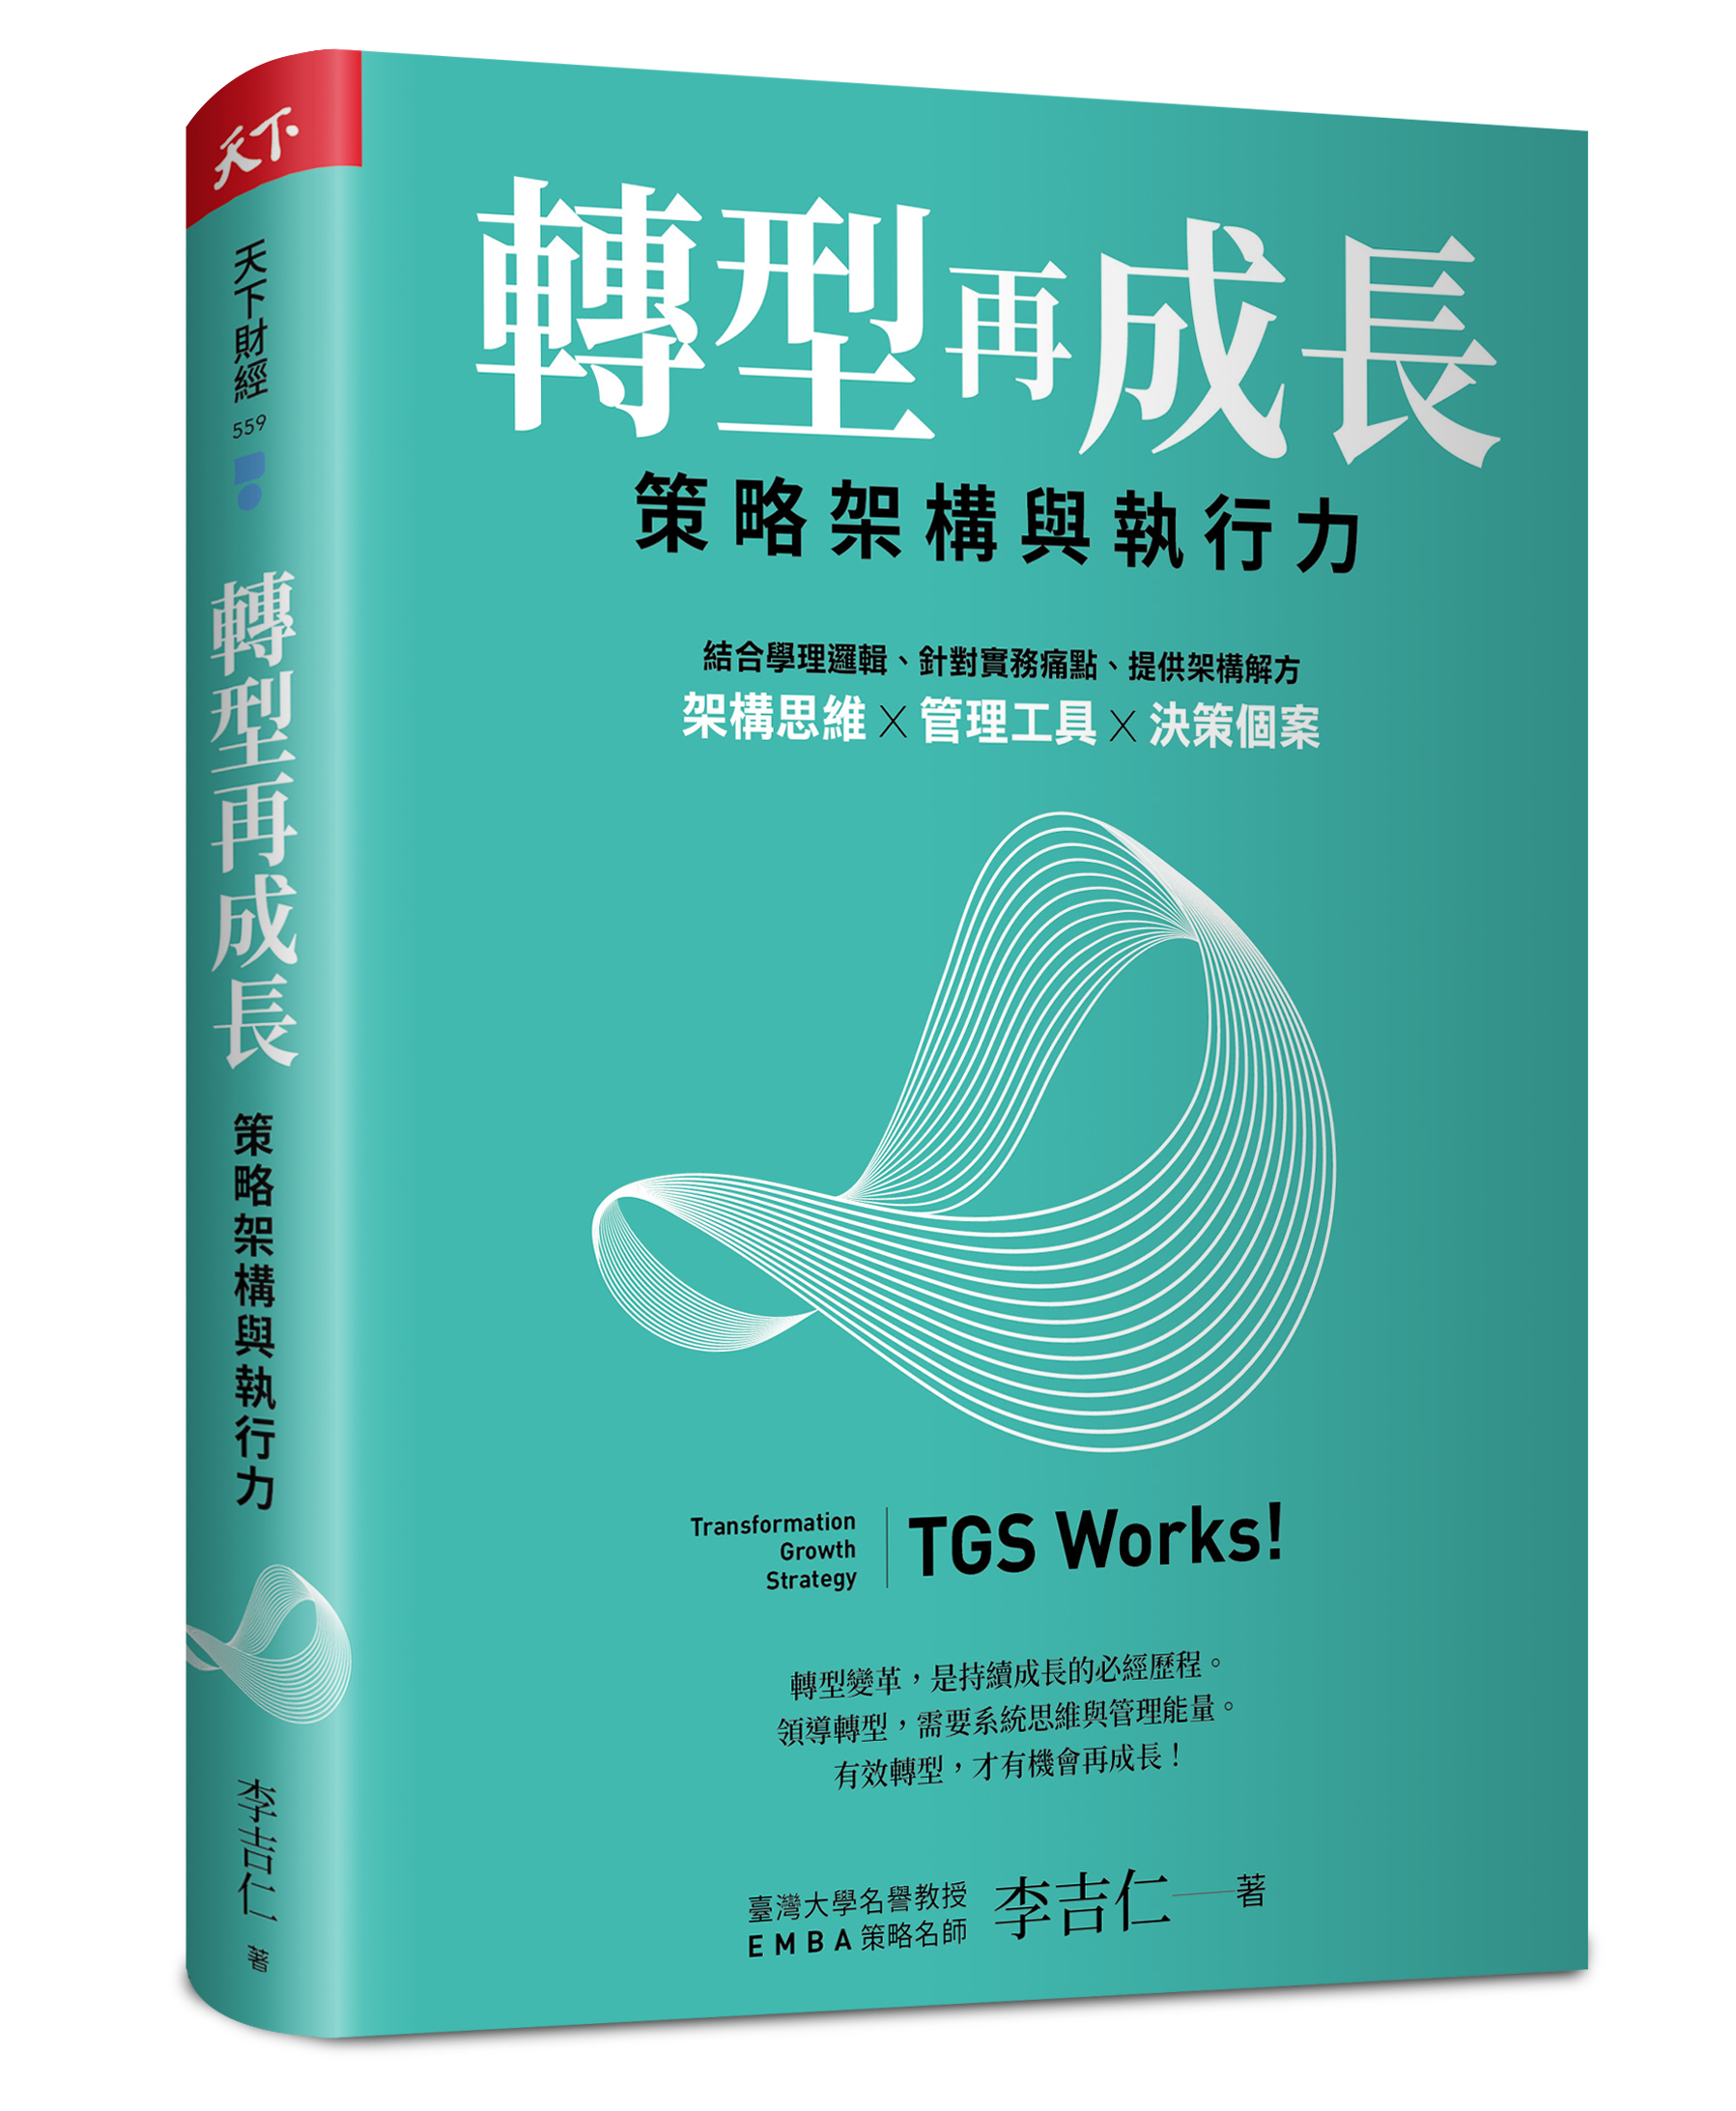 天下
天下財經
559
轉型再成長
策略架構與執行力
李吉仁 著
轉型再成長
策略架構與執行力
結合學理邏輯、針對實務痛點、提供架構解方
架構思維╳管理工具╳決策個案
Transformation
Growth
Strategy
TGS Works!
轉型變革，是持續成長的必經歷程。
領導轉型，需要系統思維與管理能量。
有效轉型，才有機會再成長！
臺灣大學名譽教授
EMBA策略名師
李吉仁——著